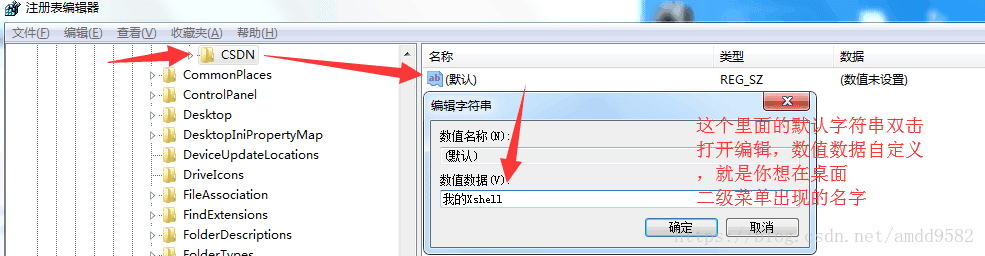 注册表编辑器
文件(F) 编辑(E) 查看(V) 收藏夹(A) 帮助(H)
CSDN
CommonPlaces
ControlPanel
Desktop
DesktopIniPropertyMap
DeviceUpdateLocations
DriveIcons
FileAssociation
FindExtensions
FolderDescriptions
FolderTypes
名称 类型 数据
ab (默认) REG_SZ (数值未设置)
编辑字符串
数值名称(N):
(默认)
数值数据(V):
我的Xshell
确定 取消
这个里面的默认字符串双击
打开编辑，数值数据自定义
，就是你想在桌面
二级菜单出现的名字
https://blog.csdn.net/amdd9582